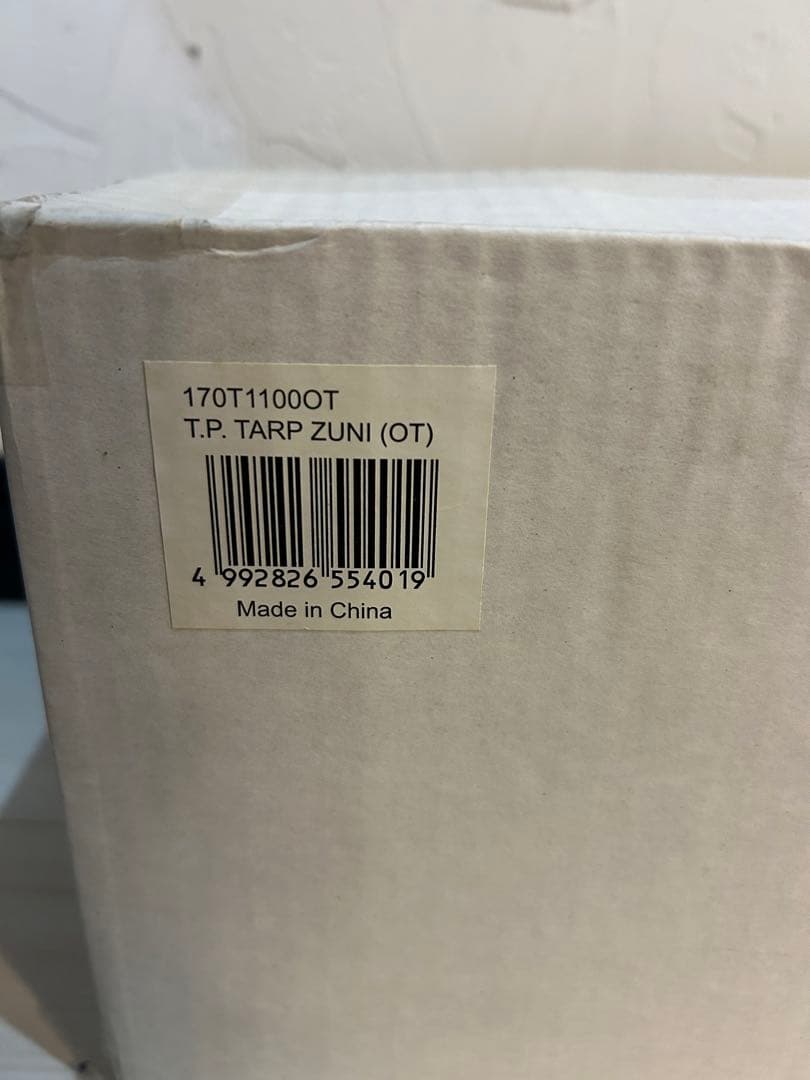 170T1100OT
T.P. TARP ZUNI (OT)
4 992826 554019
Made in China